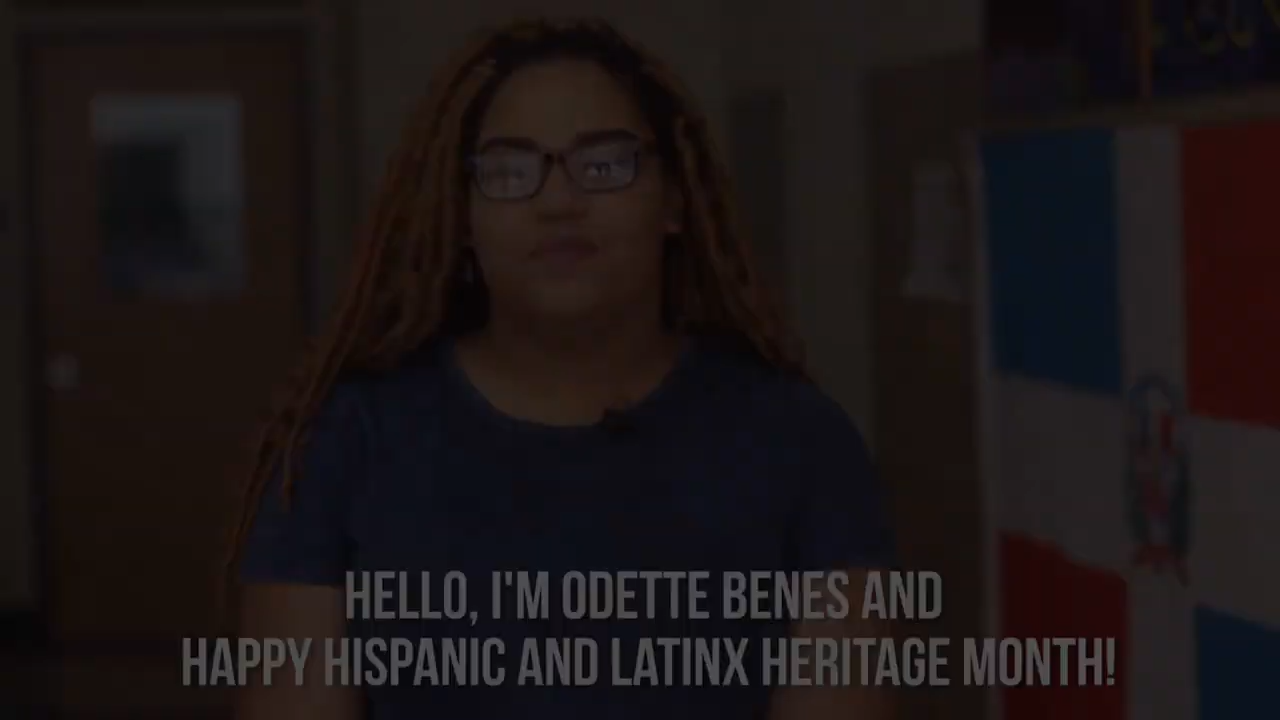 HELLO, I'M ODETTE BENES AND
HAPPY HISPANIC AND LATINX HERITAGE MONTH!